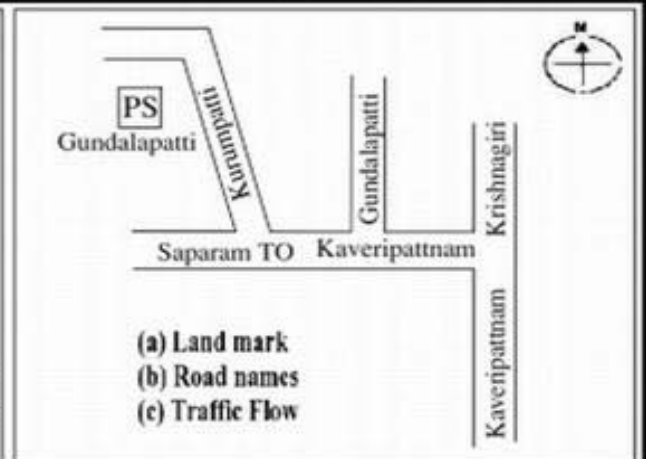 N
PS
Gundalapatti
Kurumpatti
Gundalapatti
Krishnagiri
Saparam TO Kaveripattnam
Kaveripattnam
(a) Land mark
(b) Road names
(c) Traffic Flow